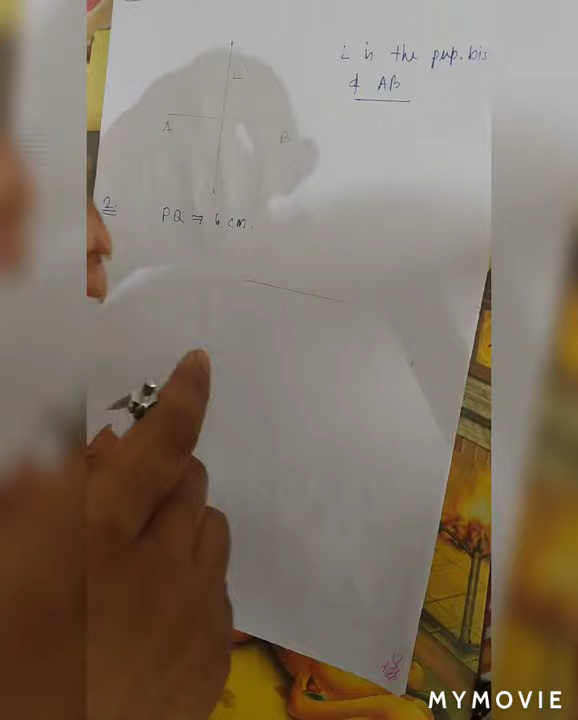 L is the perp. bis
of AB
L
A
B
2.
PQ = 6 cm.
MYMOVIE